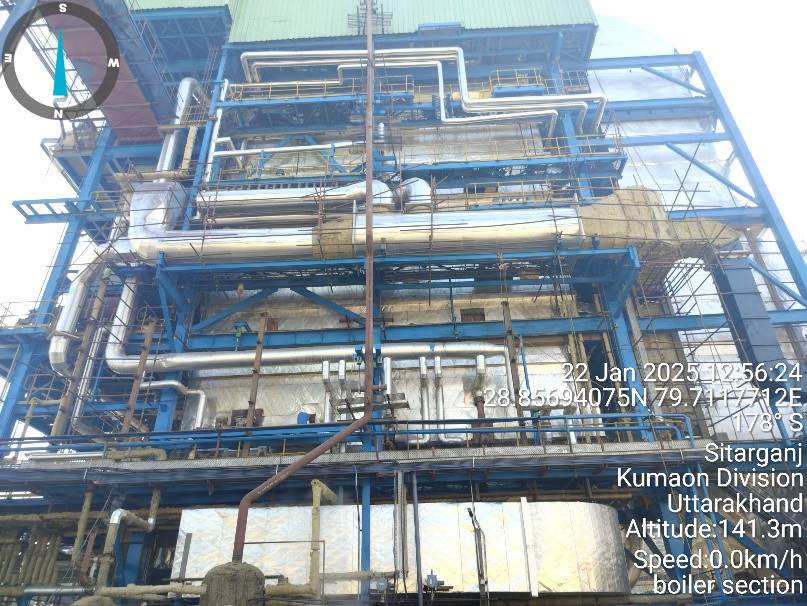 S
E
W
N
22 Jan 2025 12:56:24
28.85694075N 79.7117712E
178° S
Sitarganj
Kumaon Division
Uttarakhand
Altitude:141.3m
Speed:0.0km/h
boiler section